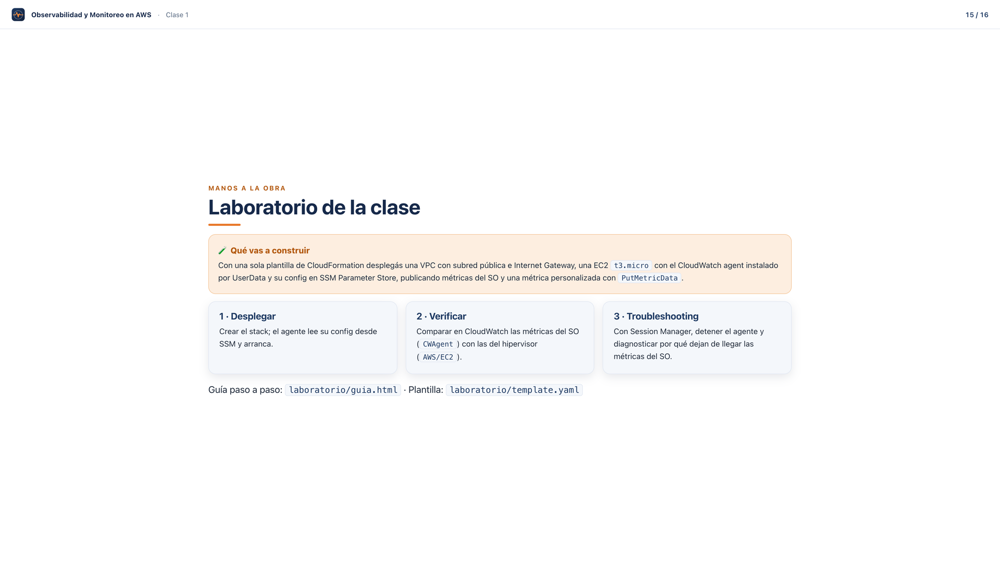 Observabilidad y Monitoreo en AWS · Clase 1
15 / 16
MANOS A LA OBRA
Laboratorio de la clase
Qué vas a construir
Con una sola plantilla de CloudFormation desplegás una VPC con subred pública e Internet Gateway, una EC2 t3.micro con el CloudWatch agent instalado
por UserData y su config en SSM Parameter Store, publicando métricas del SO y una métrica personalizada con PutMetricData.
1 · Desplegar
Crear el stack; el agente lee su config desde
SSM y arranca.
2 · Verificar
Comparar en CloudWatch las métricas del SO
(CWAgent) con las del hipervisor
(AWS/EC2).
3 · Troubleshooting
Con Session Manager, detener el agente y
diagnosticar por qué dejan de llegar las
métricas del SO.
Guía paso a paso: laboratorio/guia.html · Plantilla: laboratorio/template.yaml